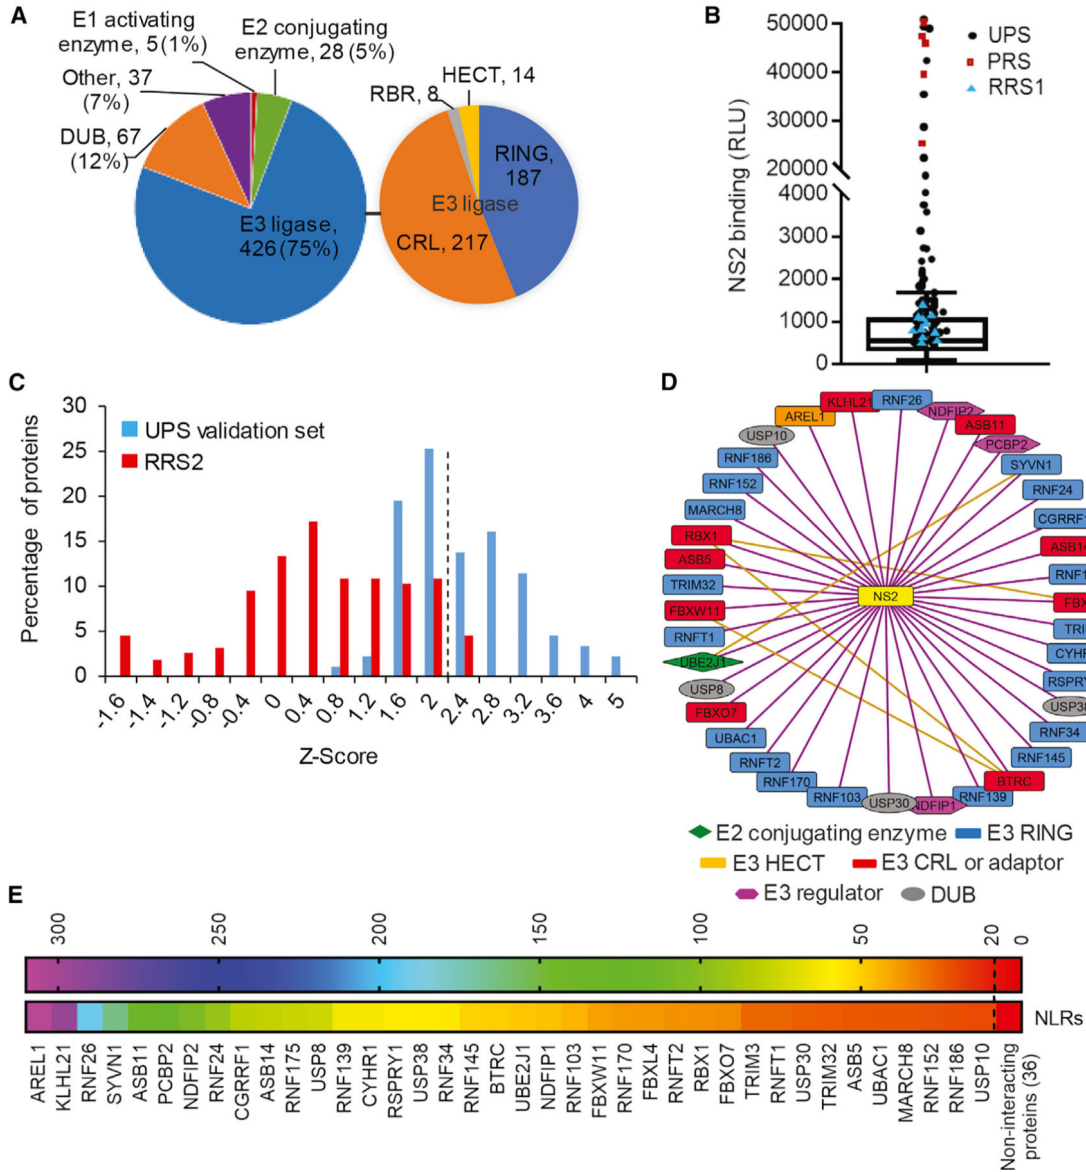 A
E1 activating
enzyme, 5 (1%)
E2 conjugating
enzyme, 28 (5%)
Other, 37
(7%)
DUB, 67
(12%)
E3 ligase,
426 (75%)
HECT, 14
RBR, 8
RING,
187
E3 ligase
CRL, 217
B
NS2 binding (RLU)
50000
40000
30000
20000
4000
3000
2000
1000
0
UPS
PRS
RRS1
C
Percentage of proteins
30
25
20
15
10
5
0
UPS validation set
RRS2
-1.6
-1.4
-1.2
-0.8
-0.4
0
0.4
0.8
1.2
1.6
2
2.4
2.8
3.2
3.6
4
5
Z-Score
D
KLHL21
RNF26
NDFIP2
AREL1
ASB11
USP10
PCBP2
RNF186
SYVN1
RNF152
RNF24
MARCH8
CGRRF1
RBX1
ASB14
ASB5
RNF1
TRIM32
NS2
FBX
FBXW11
TRI
RNFT1
CYHR
UBE2J1
RSPRY
USP8
USP38
FBXO7
RNF34
UBAC1
RNF145
RNFT2
BTRC
RNF170
RNF139
RNF103
USP30
NDFIP1
E2 conjugating enzyme
E3 RING
E3 HECT
E3 CRL or adaptor
E3 regulator
DUB
E
300
250
200
150
100
50
20
0
NLRs
AREL1
KLHL21
RNF26
SYVN1
ASB11
PCBP2
NDFIP2
RNF24
CGRRF1
ASB14
RNF175
USP8
RNF139
CYHR1
RSPRY1
USP38
RNF34
RNF145
BTRC
UBE2J1
NDFIP1
RNF103
FBXW11
RNF170
FBXL4
RNFT2
RBX1
FBXO7
TRIM3
RNFT1
USP30
TRIM32
ASB5
UBAC1
MARCH8
RNF152
RNF186
USP10
Non-interacting
proteins (36)